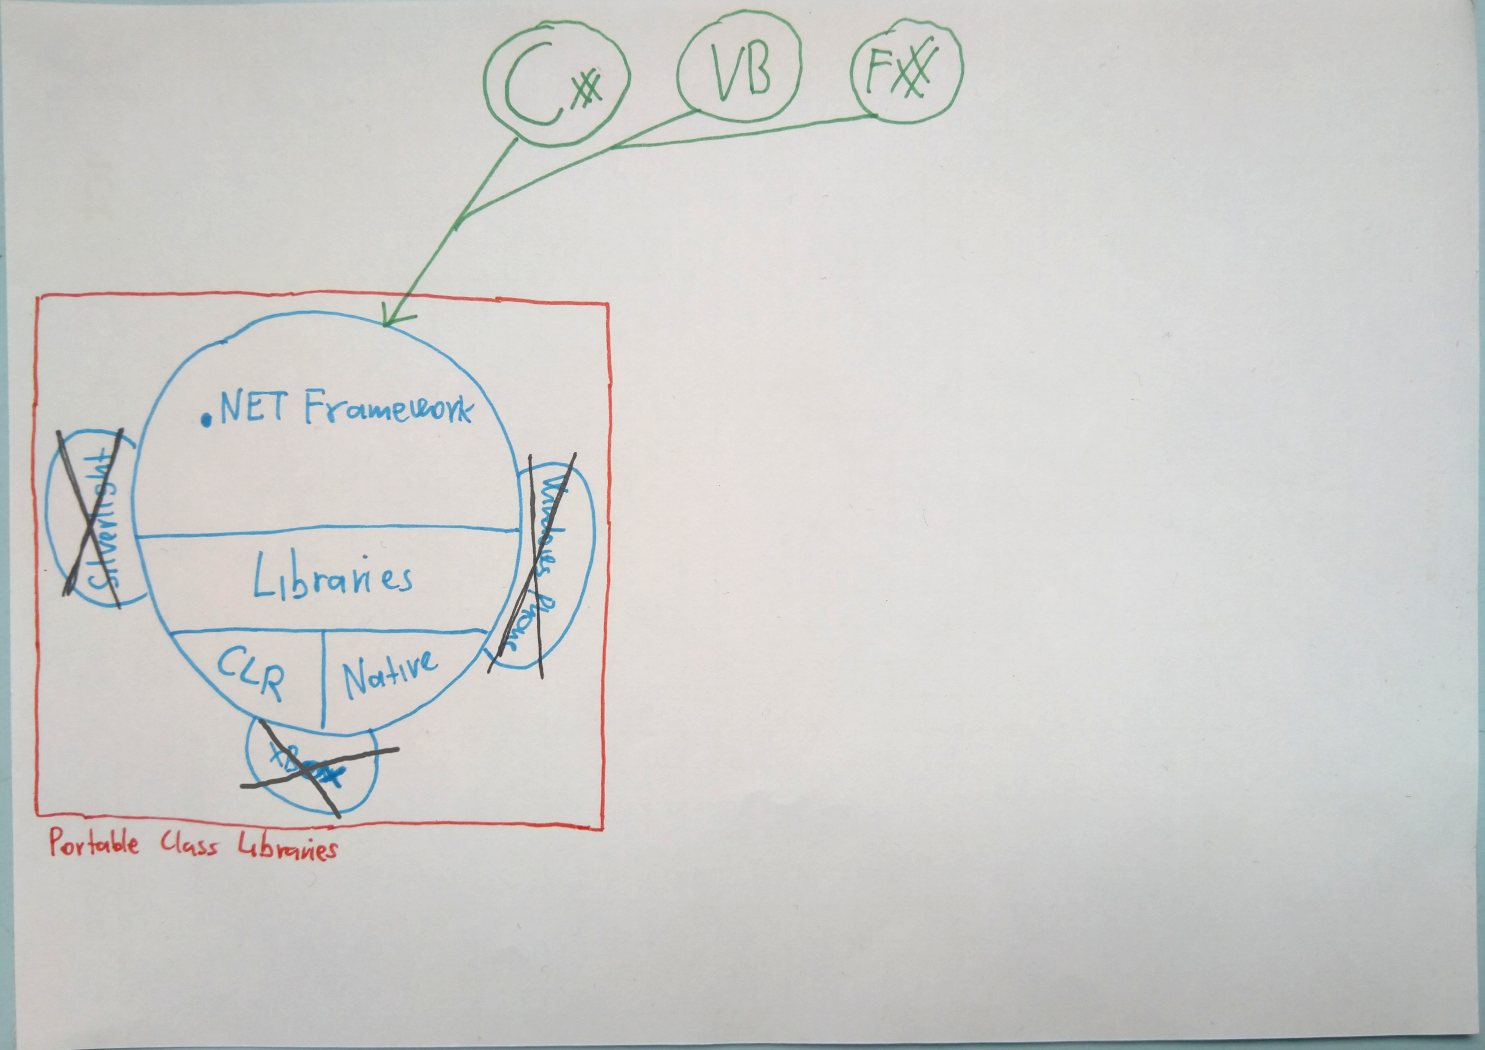 C#
VB
F#
.NET Framework
Silverlight
Windows Phone
Libraries
CLR
Native
XBox
Portable Class Libraries